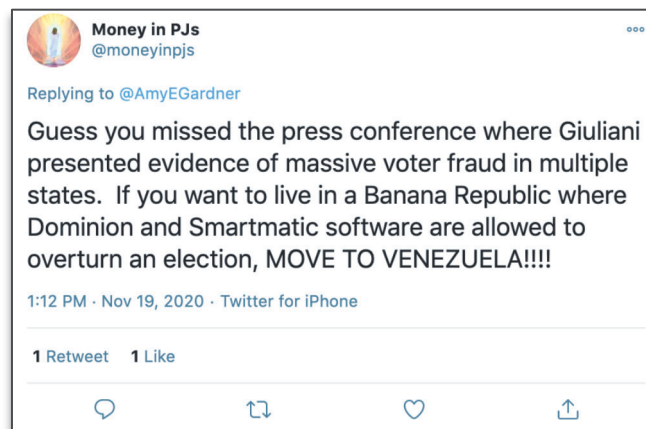 Money in PJs
@moneyinpjs
Replying to @AmyEGardner
Guess you missed the press conference where Giuliani
presented evidence of massive voter fraud in multiple
states.  If you want to live in a Banana Republic where
Dominion and Smartmatic software are allowed to
overturn an election, MOVE TO VENEZUELA!!!!
1:12 PM · Nov 19, 2020 · Twitter for iPhone
1 Retweet 1 Like